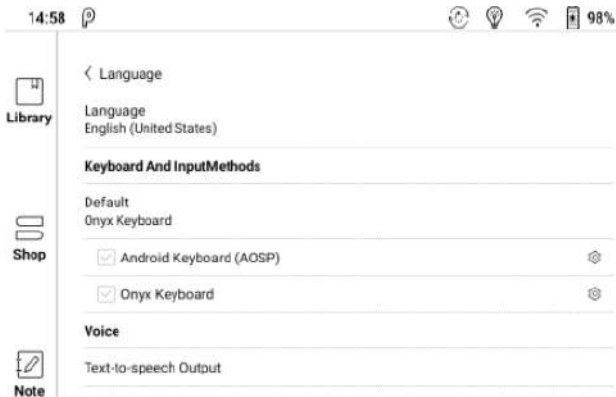 14:58 98%
Library
Shop
Note
< Language
Language
English (United States)
Keyboard And InputMethods
Default
Onyx Keyboard
Android Keyboard (AOSP)
Onyx Keyboard
Voice
Text-to-speech Output